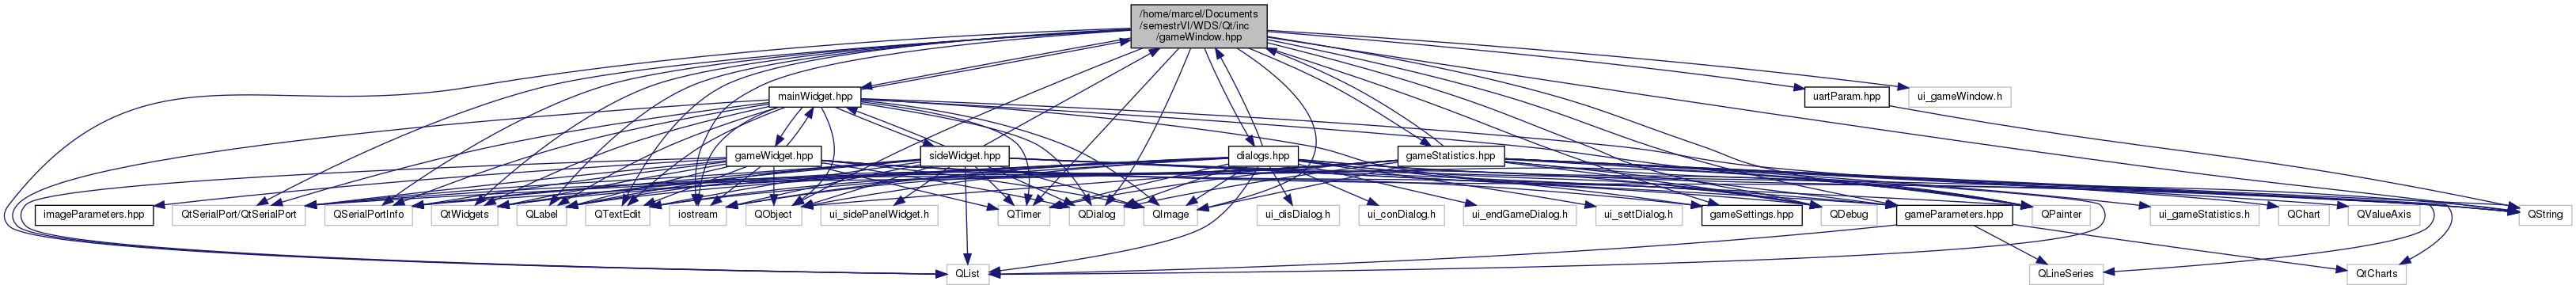 /home/marcel/Documents
/semestrVI/WDS/Qt/inc
/gameWindow.hpp
mainWidget.hpp
uartParam.hpp
ui_gameWindow.h
gameWidget.hpp
sideWidget.hpp
dialogs.hpp
gameStatistics.hpp
imageParameters.hpp
QtSerialPort/QtSerialPort
QSerialPortInfo
QtWidgets
QLabel
QTextEdit
iostream
QObject
ui_sidePanelWidget.h
QTimer
QDialog
QImage
ui_disDialog.h
ui_conDialog.h
ui_endGameDialog.h
ui_settDialog.h
gameSettings.hpp
QDebug
gameParameters.hpp
QPainter
ui_gameStatistics.h
QChart
QValueAxis
QString
QList
QLineSeries
QtCharts